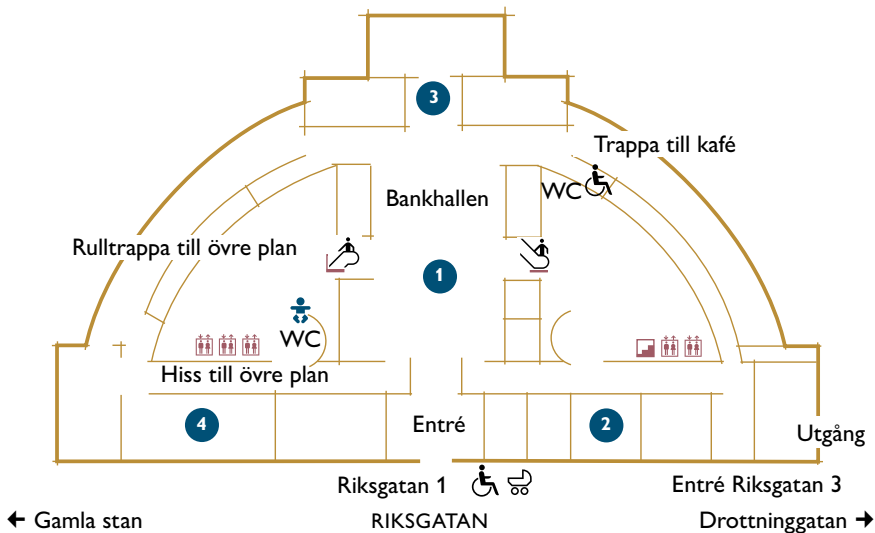 3
Trappa till kafé
WC
Bankhallen
Rulltrappa till övre plan
1
WC
Hiss till övre plan
4
Entré
2
Utgång
Riksgatan 1
Entré Riksgatan 3
← Gamla stan
RIKSGATAN
Drottninggatan →